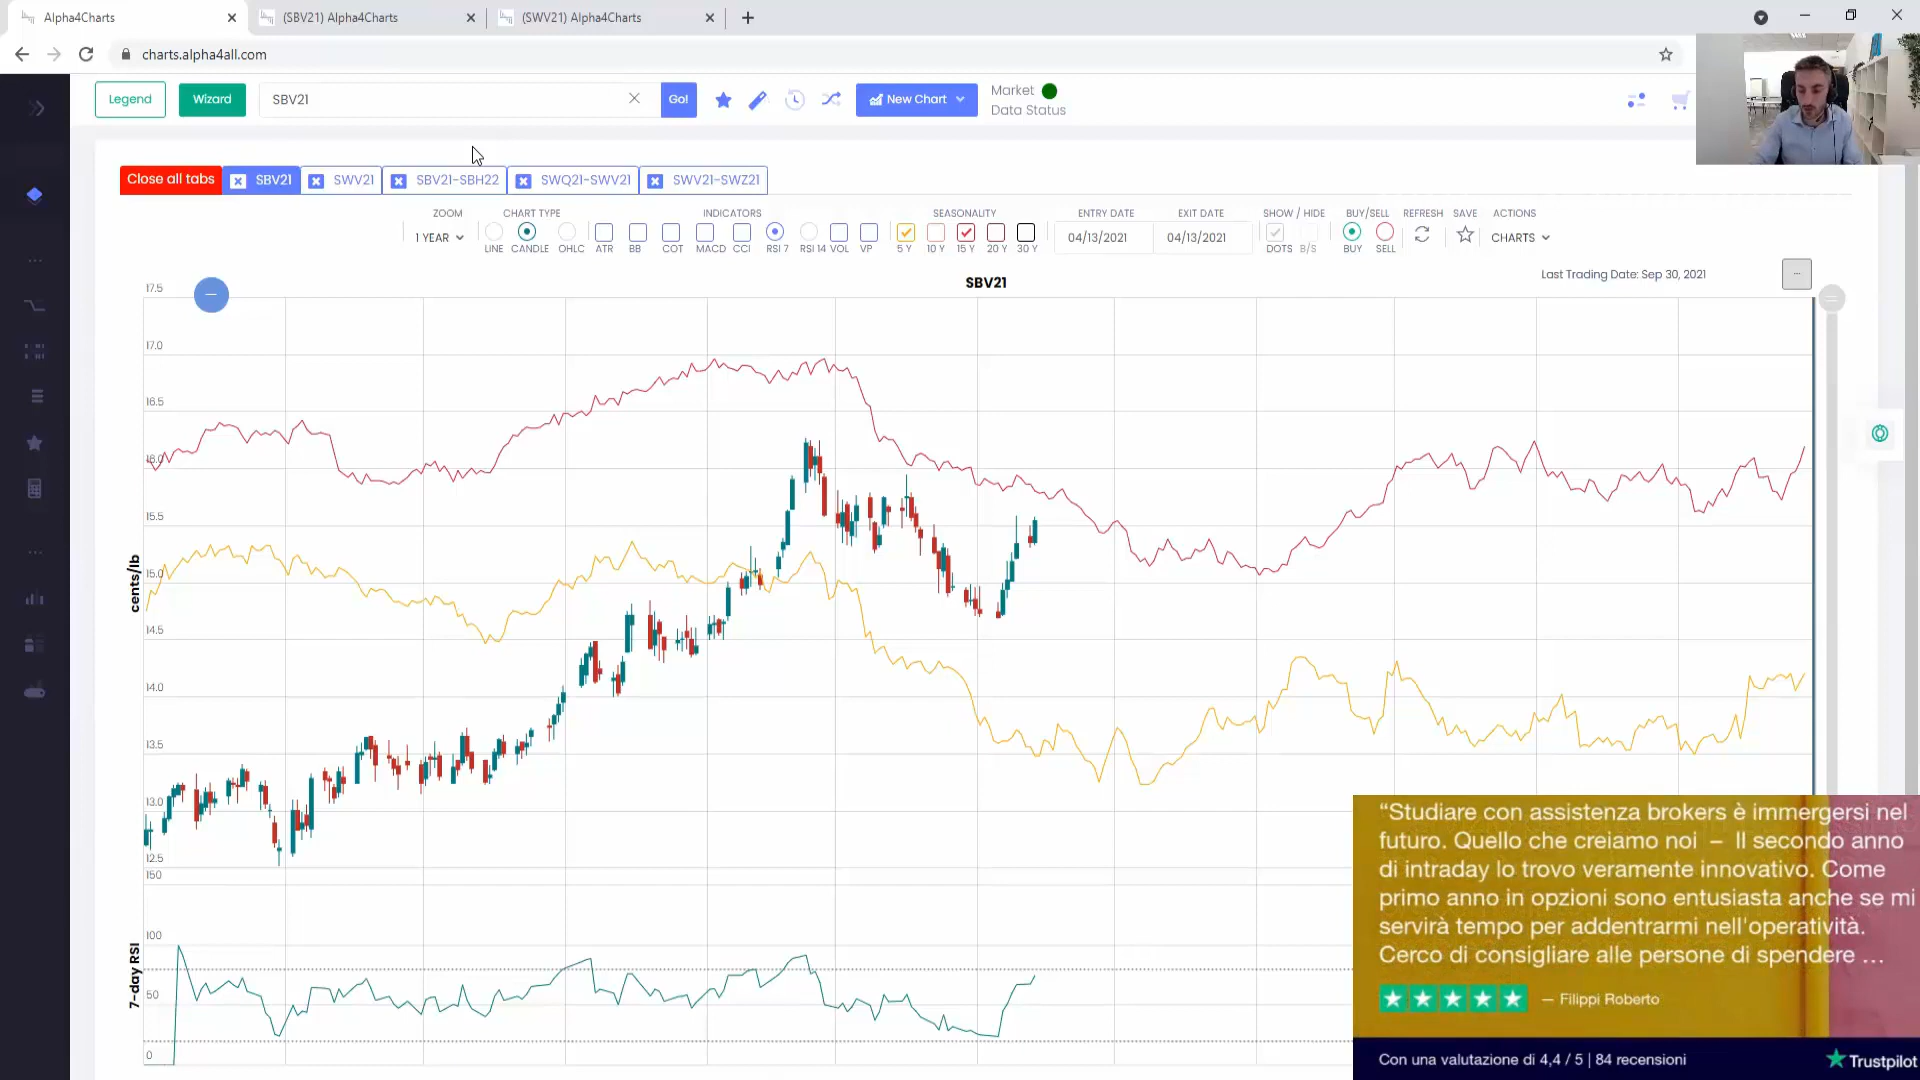 Alpha4Charts
(SBV21) Alpha4Charts
(SWV21) Alpha4Charts
charts.alpha4all.com
Legend
Wizard
SBV21
Go!
New Chart
Market
Data Status
Close all tabs
SBV21
SWV21
SBV21-SBH22
SWQ21-SWV21
SWV21-SWZ21
ZOOM
CHART TYPE
INDICATORS
SEASONALITY
ENTRY DATE
EXIT DATE
SHOW / HIDE
BUY/SELL
REFRESH
SAVE
ACTIONS
1 YEAR
LINE
CANDLE
OHLC
ATR
BB
COT
MACD
CCI
RSI 7
RSI 14
VOL
VP
5 Y
10 Y
15 Y
20 Y
30 Y
04/13/2021
04/13/2021
DOTS
B/S
BUY
SELL
CHARTS
SBV21
Last Trading Date: Sep 30, 2021
17.5
17.0
16.5
16.0
15.5
15.0
14.5
14.0
13.5
13.0
12.5
cents/lb
150
100
50
0
7-day RSI
“Studiare con assistenza brokers è immergersi nel
futuro. Quello che creiamo noi – Il secondo anno
di intraday lo trovo veramente innovativo. Come
primo anno in opzioni sono entusiasta anche se mi
servirà tempo per addentrarmi nell'operatività.
Cerco di consigliare alle persone di spendere ...
— Filippi Roberto
Con una valutazione di 4,4 / 5 | 84 recensioni
Trustpilot